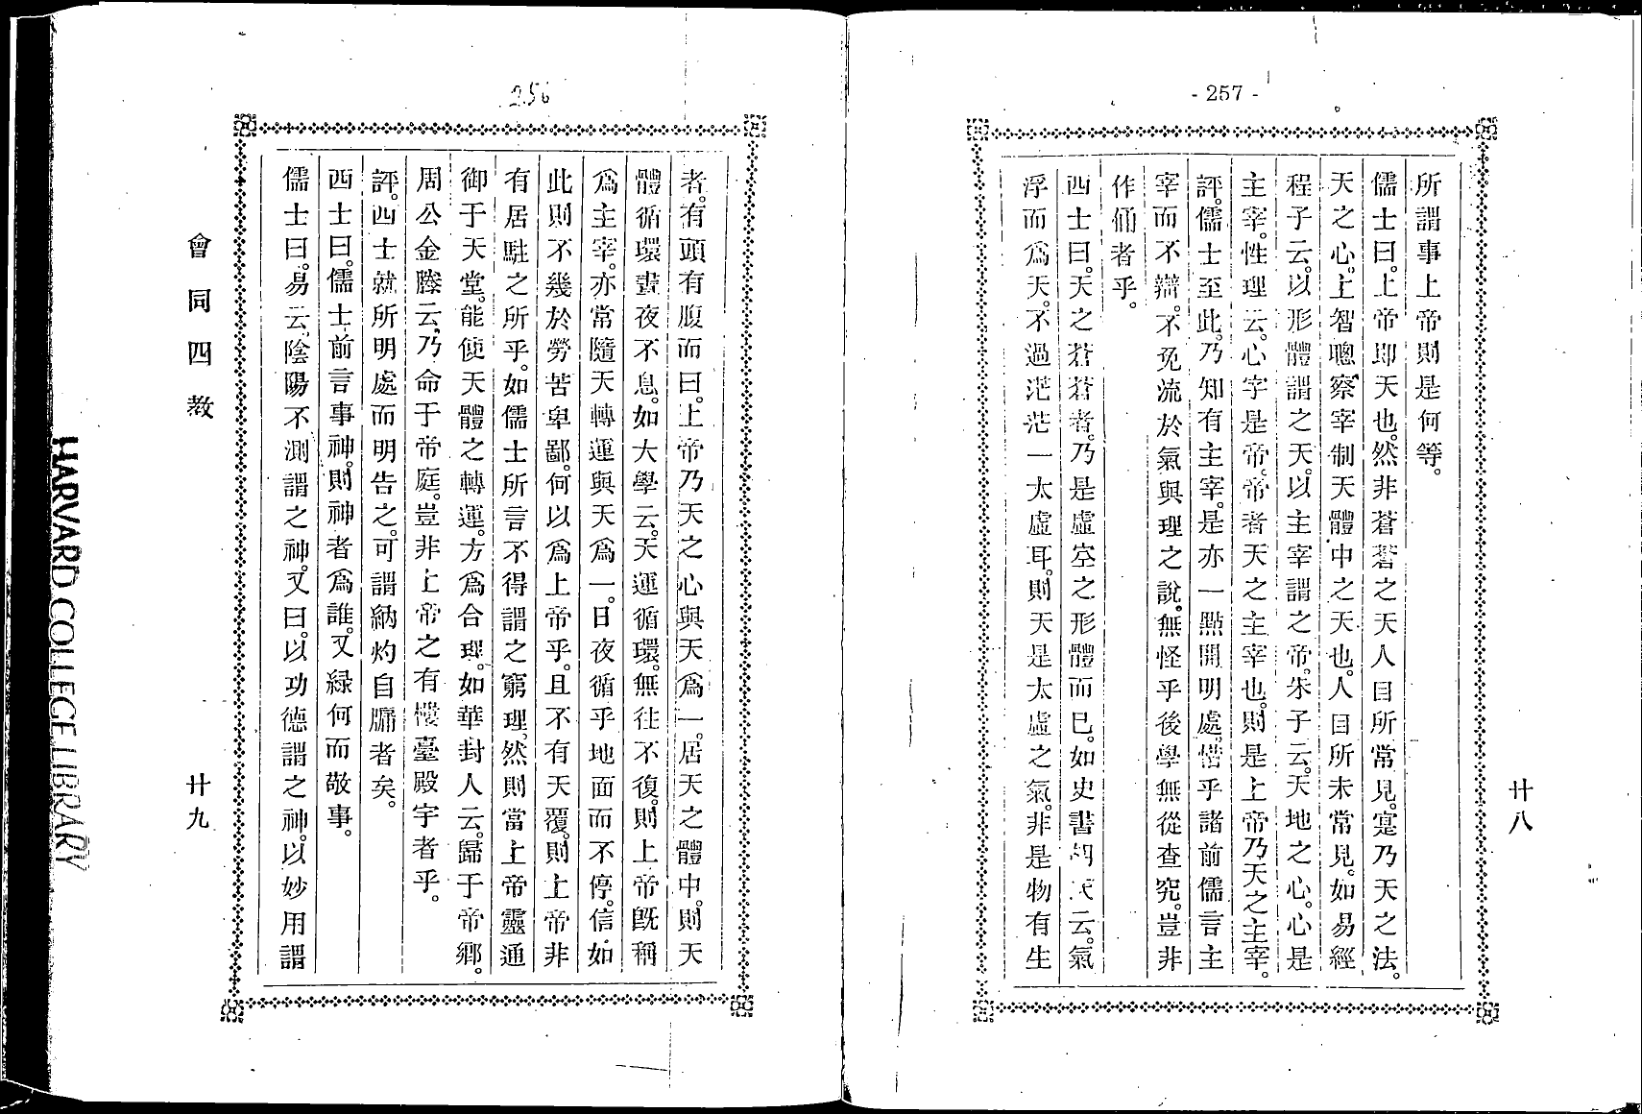 - 257 -
廿八
所謂事上帝則是何等。
儒士曰。上帝卽天也。然非蒼蒼之天人目所常見。寔乃天之法。
天之心。上智聰察宰制天體中之天也。人目所未常見。如易經
程子云。以形體謂之天。以主宰謂之帝。朱子云。天地之心。心是
主宰。性理云。心字是帝。帝者天之主宰也。則是上帝乃天之主宰。
評。儒士至此。乃知有主宰。是亦一點開明處。惜乎諸前儒言主
宰而不辯。不免流於氣與理之說。無怪乎後學無從查究。豈非
作俑者乎。
西士曰。天之蒼蒼者。乃是虛空之形體而已。如史書 云。氣
浮而爲天。不過茫茫一太虛耳。則天是太虛之氣。非是物有生
256
者。有頭有腹而曰。上帝乃天之心與天爲一。居天之體中。則天
體循環晝夜不息。如大學云。天運循環。無往不復。則上帝旣稱
爲主宰。亦常隨天轉運與天爲一。日夜循乎地面而不停。信如
此則不幾於勞苦卑鄙。何以爲上帝乎。且不有天覆。則上帝非
有居駐之所乎。如儒士所言不得謂之窮理。然則當上帝靈通
御于天堂。能使天體之轉運。方爲合理。如華封人云。歸于帝鄉。
周公金縢云。乃命于帝庭。豈非上帝之有樓臺殿宇者乎。
評。西士就所明處而明告之。可謂納灼自牖者矣。
西士曰。儒士前言事神。則神者爲誰。又緣何而敬事。
儒士曰。易云。陰陽不測謂之神。又曰。以功德謂之神。以妙用謂
會同四敎
廿九
HARVARD COLLEGE LIBRARY